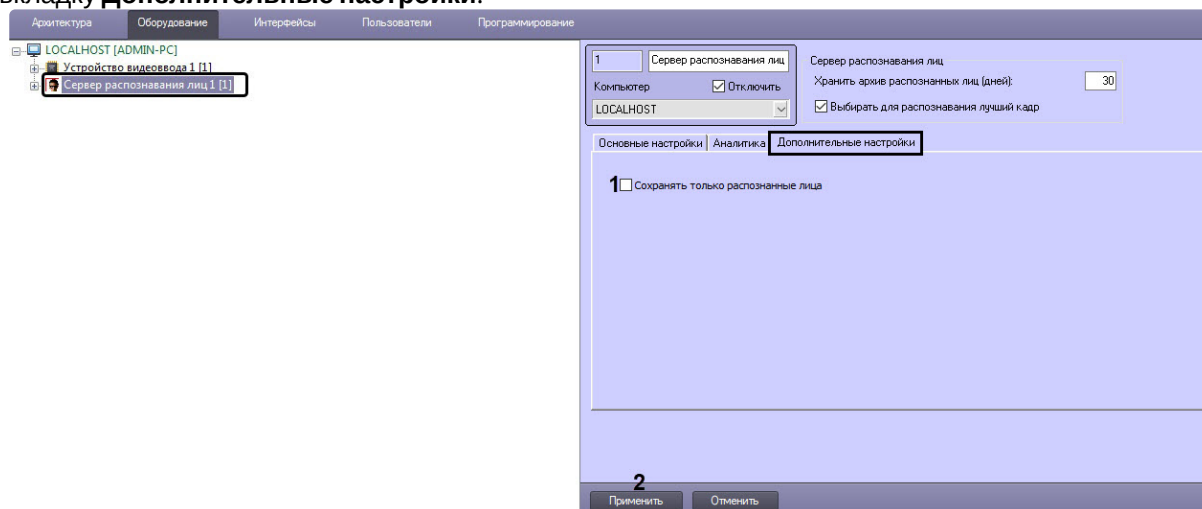 вкладку Дополнительные настройки.
Архитектура Оборудование Интерфейсы Пользователи Программирование
LOCALHOST [ADMIN-PC]
Устройство видеоввода 1 [1]
Сервер распознавания лиц 1 [1]
1 Сервер распознавания лиц
Компьютер Отключить
LOCALHOST
Сервер распознавания лиц
Хранить архив распознанных лиц (дней): 30
Выбирать для распознавания лучший кадр
Основные настройки Аналитика Дополнительные настройки
1 Сохранять только распознанные лица
2
Применить Отменить